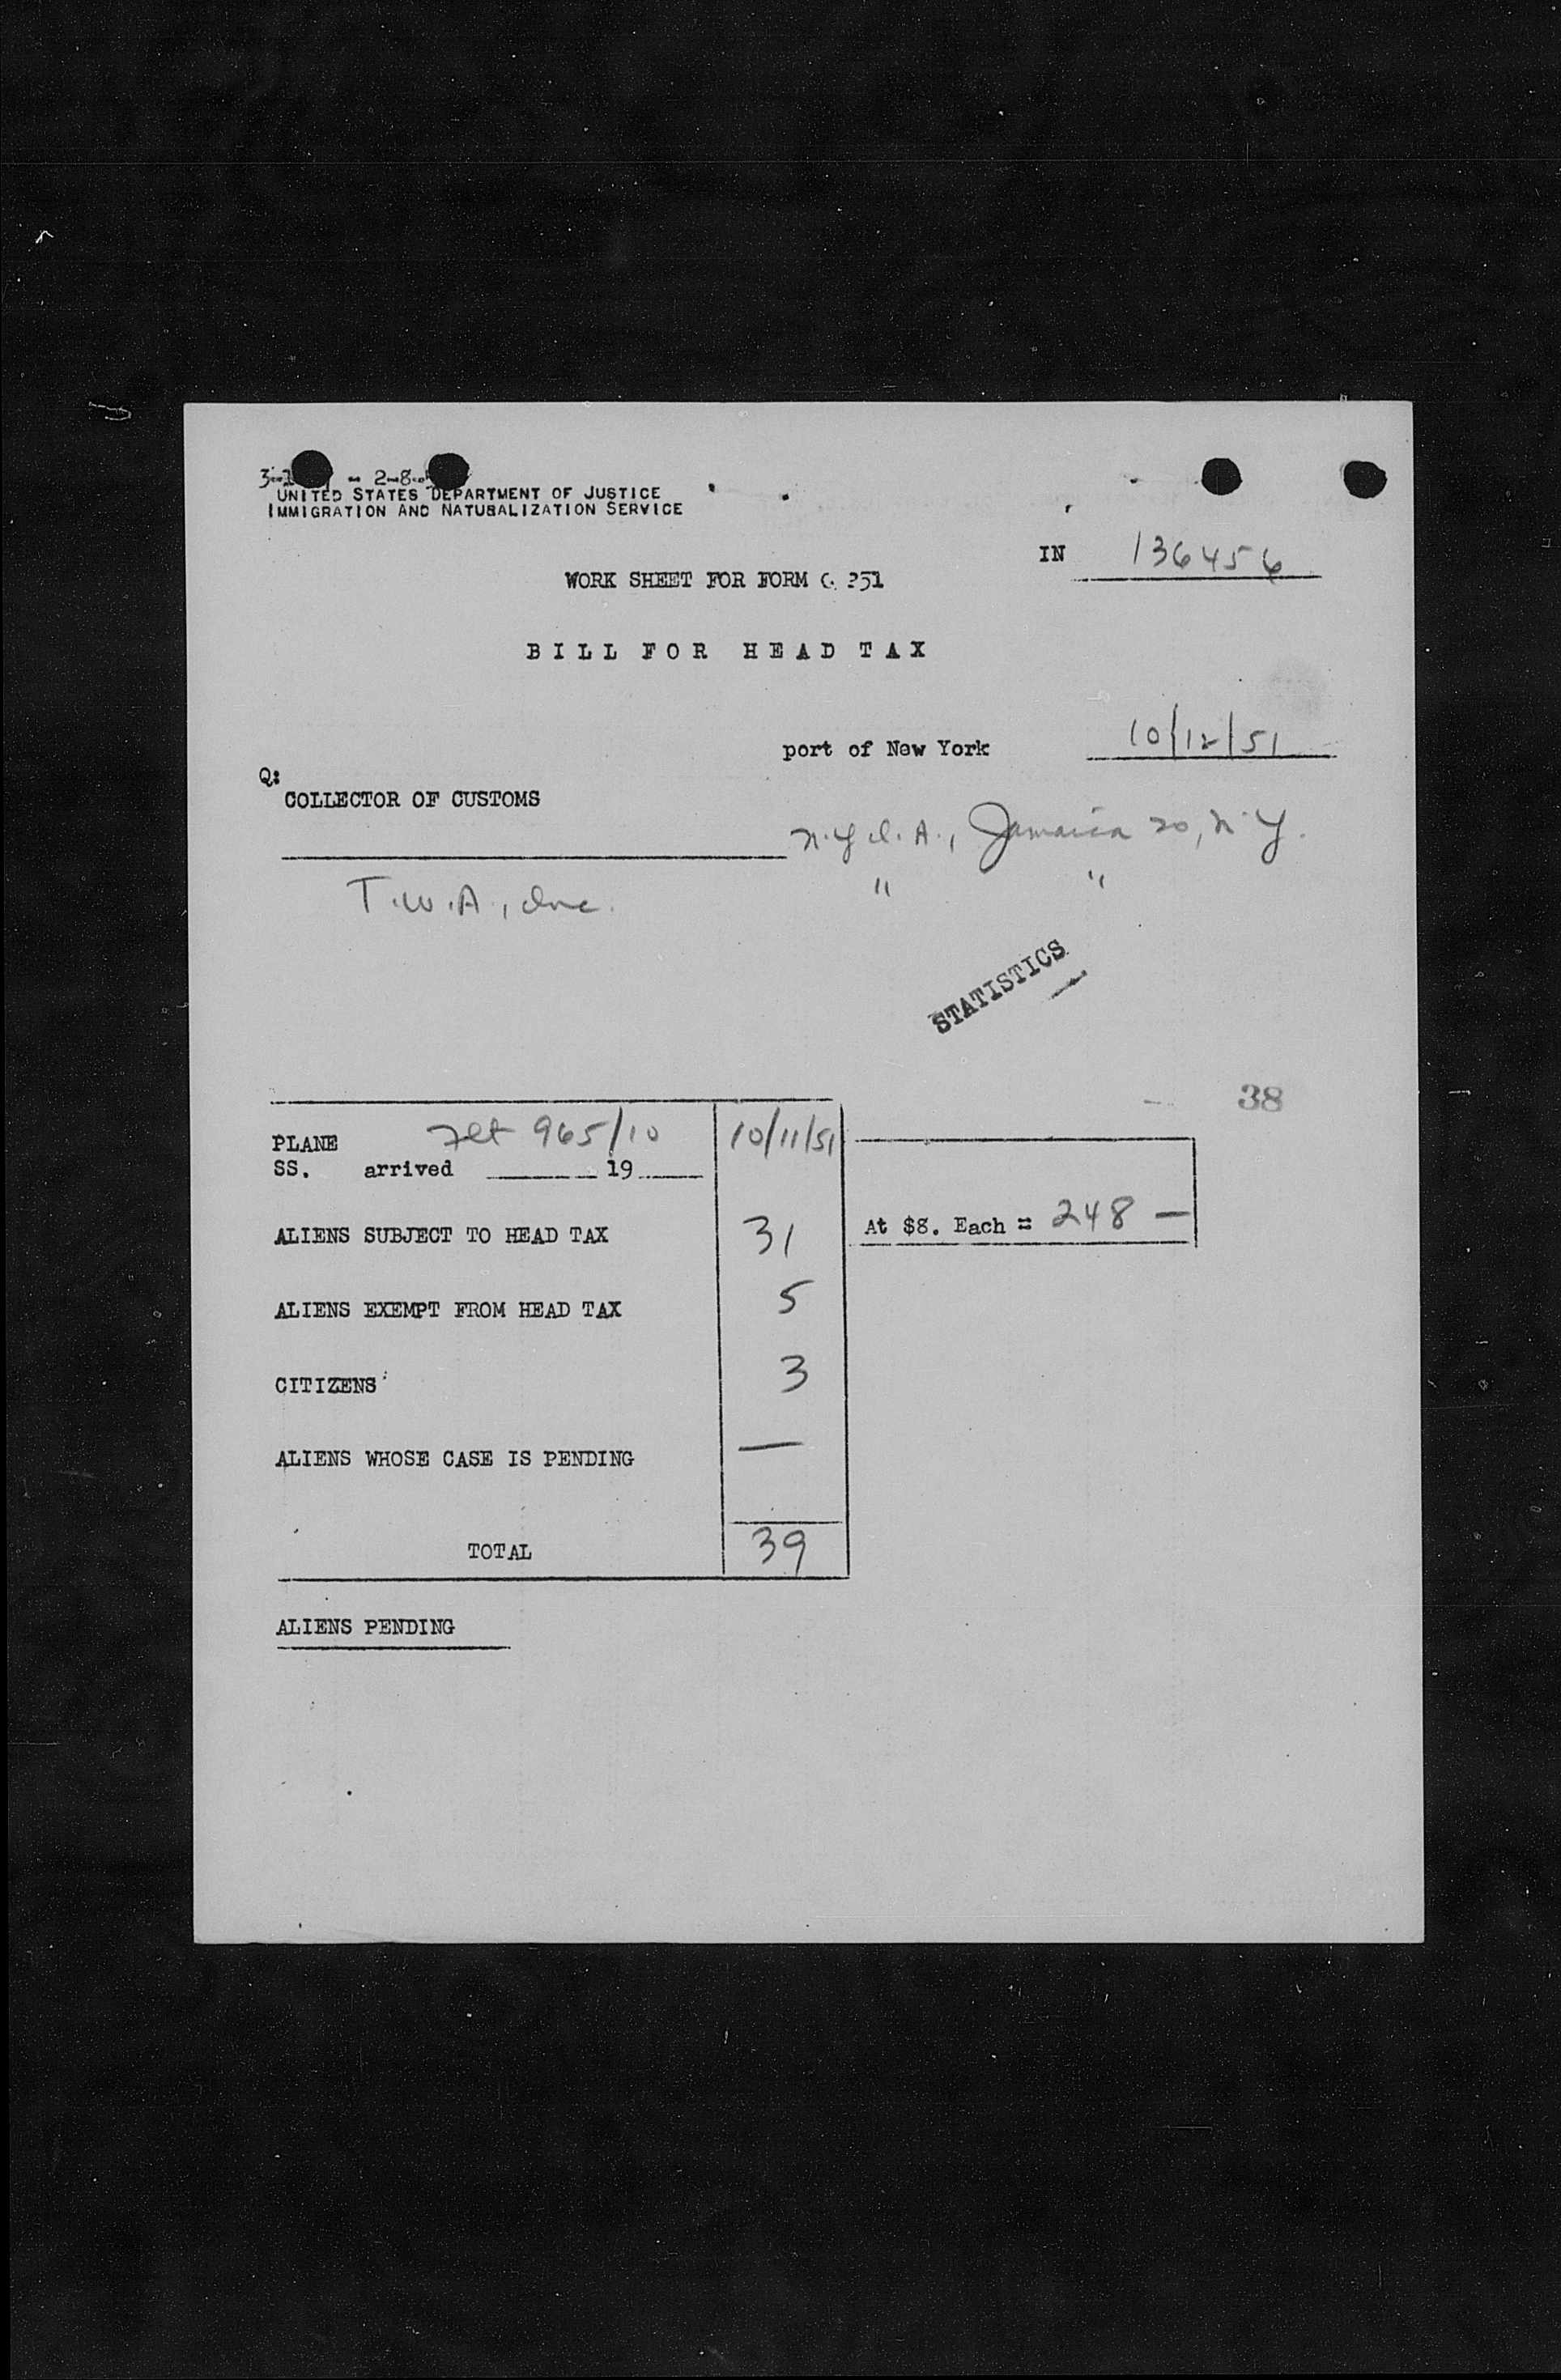 - 2-8-
UNITED STATES DEPARTMENT OF JUSTICE
IMMIGRATION AND NATURALIZATION SERVICE
IN 136456
WORK SHEET FOR FORM
BILL FOR HEAD TAX
port of New York 10/12/51
Q:
COLLECTOR OF CUSTOMS
N.Y.I.A., Jamaica 20, N.Y.
T.W.A., Inc. " "
STATISTICS
38
PLANE Flt 965/10 10/11/51
SS. arrived 19
ALIENS SUBJECT TO HEAD TAX 31 At $8. Each = 248 —
ALIENS EXEMPT FROM HEAD TAX 5
CITIZENS 3
ALIENS WHOSE CASE IS PENDING —
TOTAL 39
ALIENS PENDING